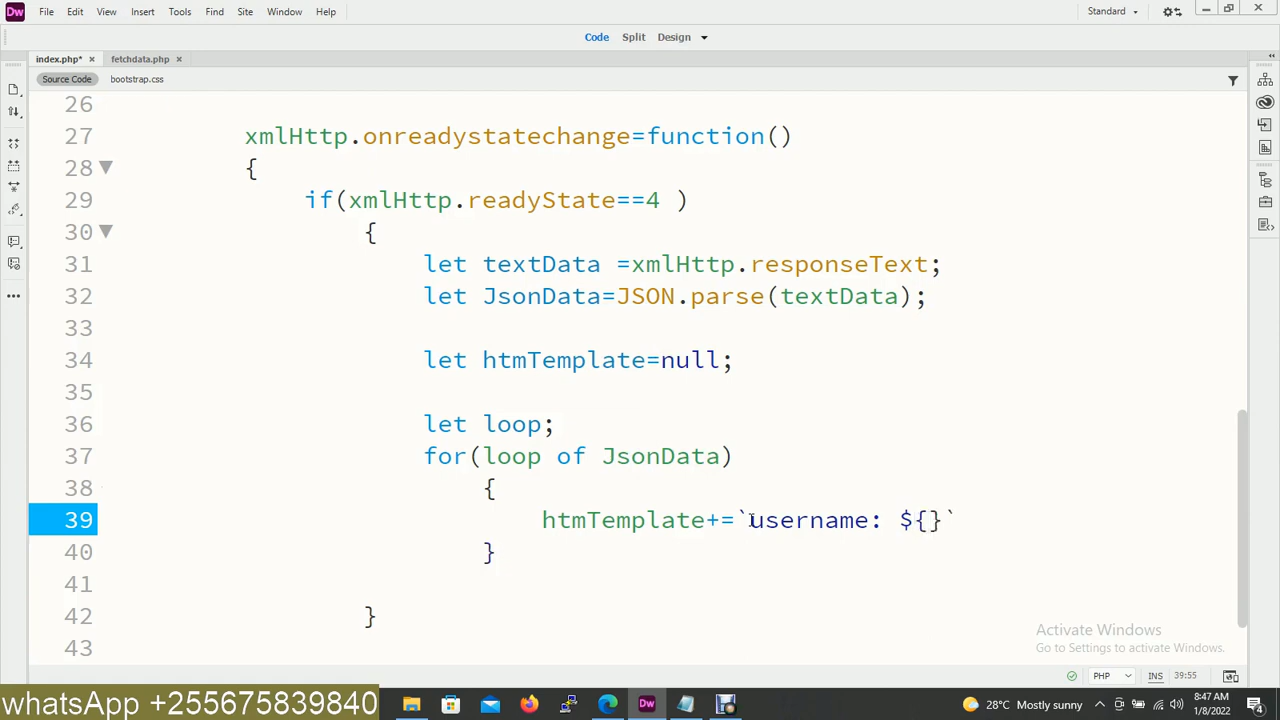 Dw File Edit View Insert Tools Find Site Window Help Standard
Code Split Design
index.php* × fetchdata.php ×
Source Code bootstrap.css
26
27 xmlHttp.onreadystatechange=function()
28 {
29 if(xmlHttp.readyState==4 )
30 {
31 let textData =xmlHttp.responseText;
32 let JsonData=JSON.parse(textData);
33
34 let htmTemplate=null;
35
36 let loop;
37 for(loop of JsonData)
38 {
39 htmTemplate+=`username: ${}`
40 }
41
42 }
43
Activate Windows
Go to Settings to activate Windows.
PHP INS 39:55
whatsApp +255675839840
Dw
28°C Mostly sunny
8:47 AM
1/8/2022
4